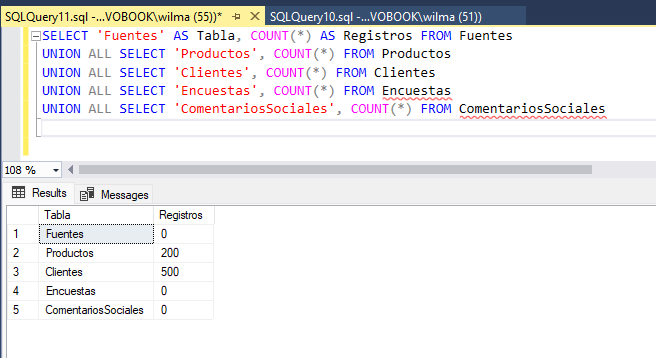 SQLQuery11.sql -...VOBOOK\wilma (55))* SQLQuery10.sql -...VOBOOK\wilma (51))
SELECT 'Fuentes' AS Tabla, COUNT(*) AS Registros FROM Fuentes
UNION ALL SELECT 'Productos', COUNT(*) FROM Productos
UNION ALL SELECT 'Clientes', COUNT(*) FROM Clientes
UNION ALL SELECT 'Encuestas', COUNT(*) FROM Encuestas
UNION ALL SELECT 'ComentariosSociales', COUNT(*) FROM ComentariosSociales
108 %
Results Messages
Tabla Registros
1 Fuentes 0
2 Productos 200
3 Clientes 500
4 Encuestas 0
5 ComentariosSociales 0